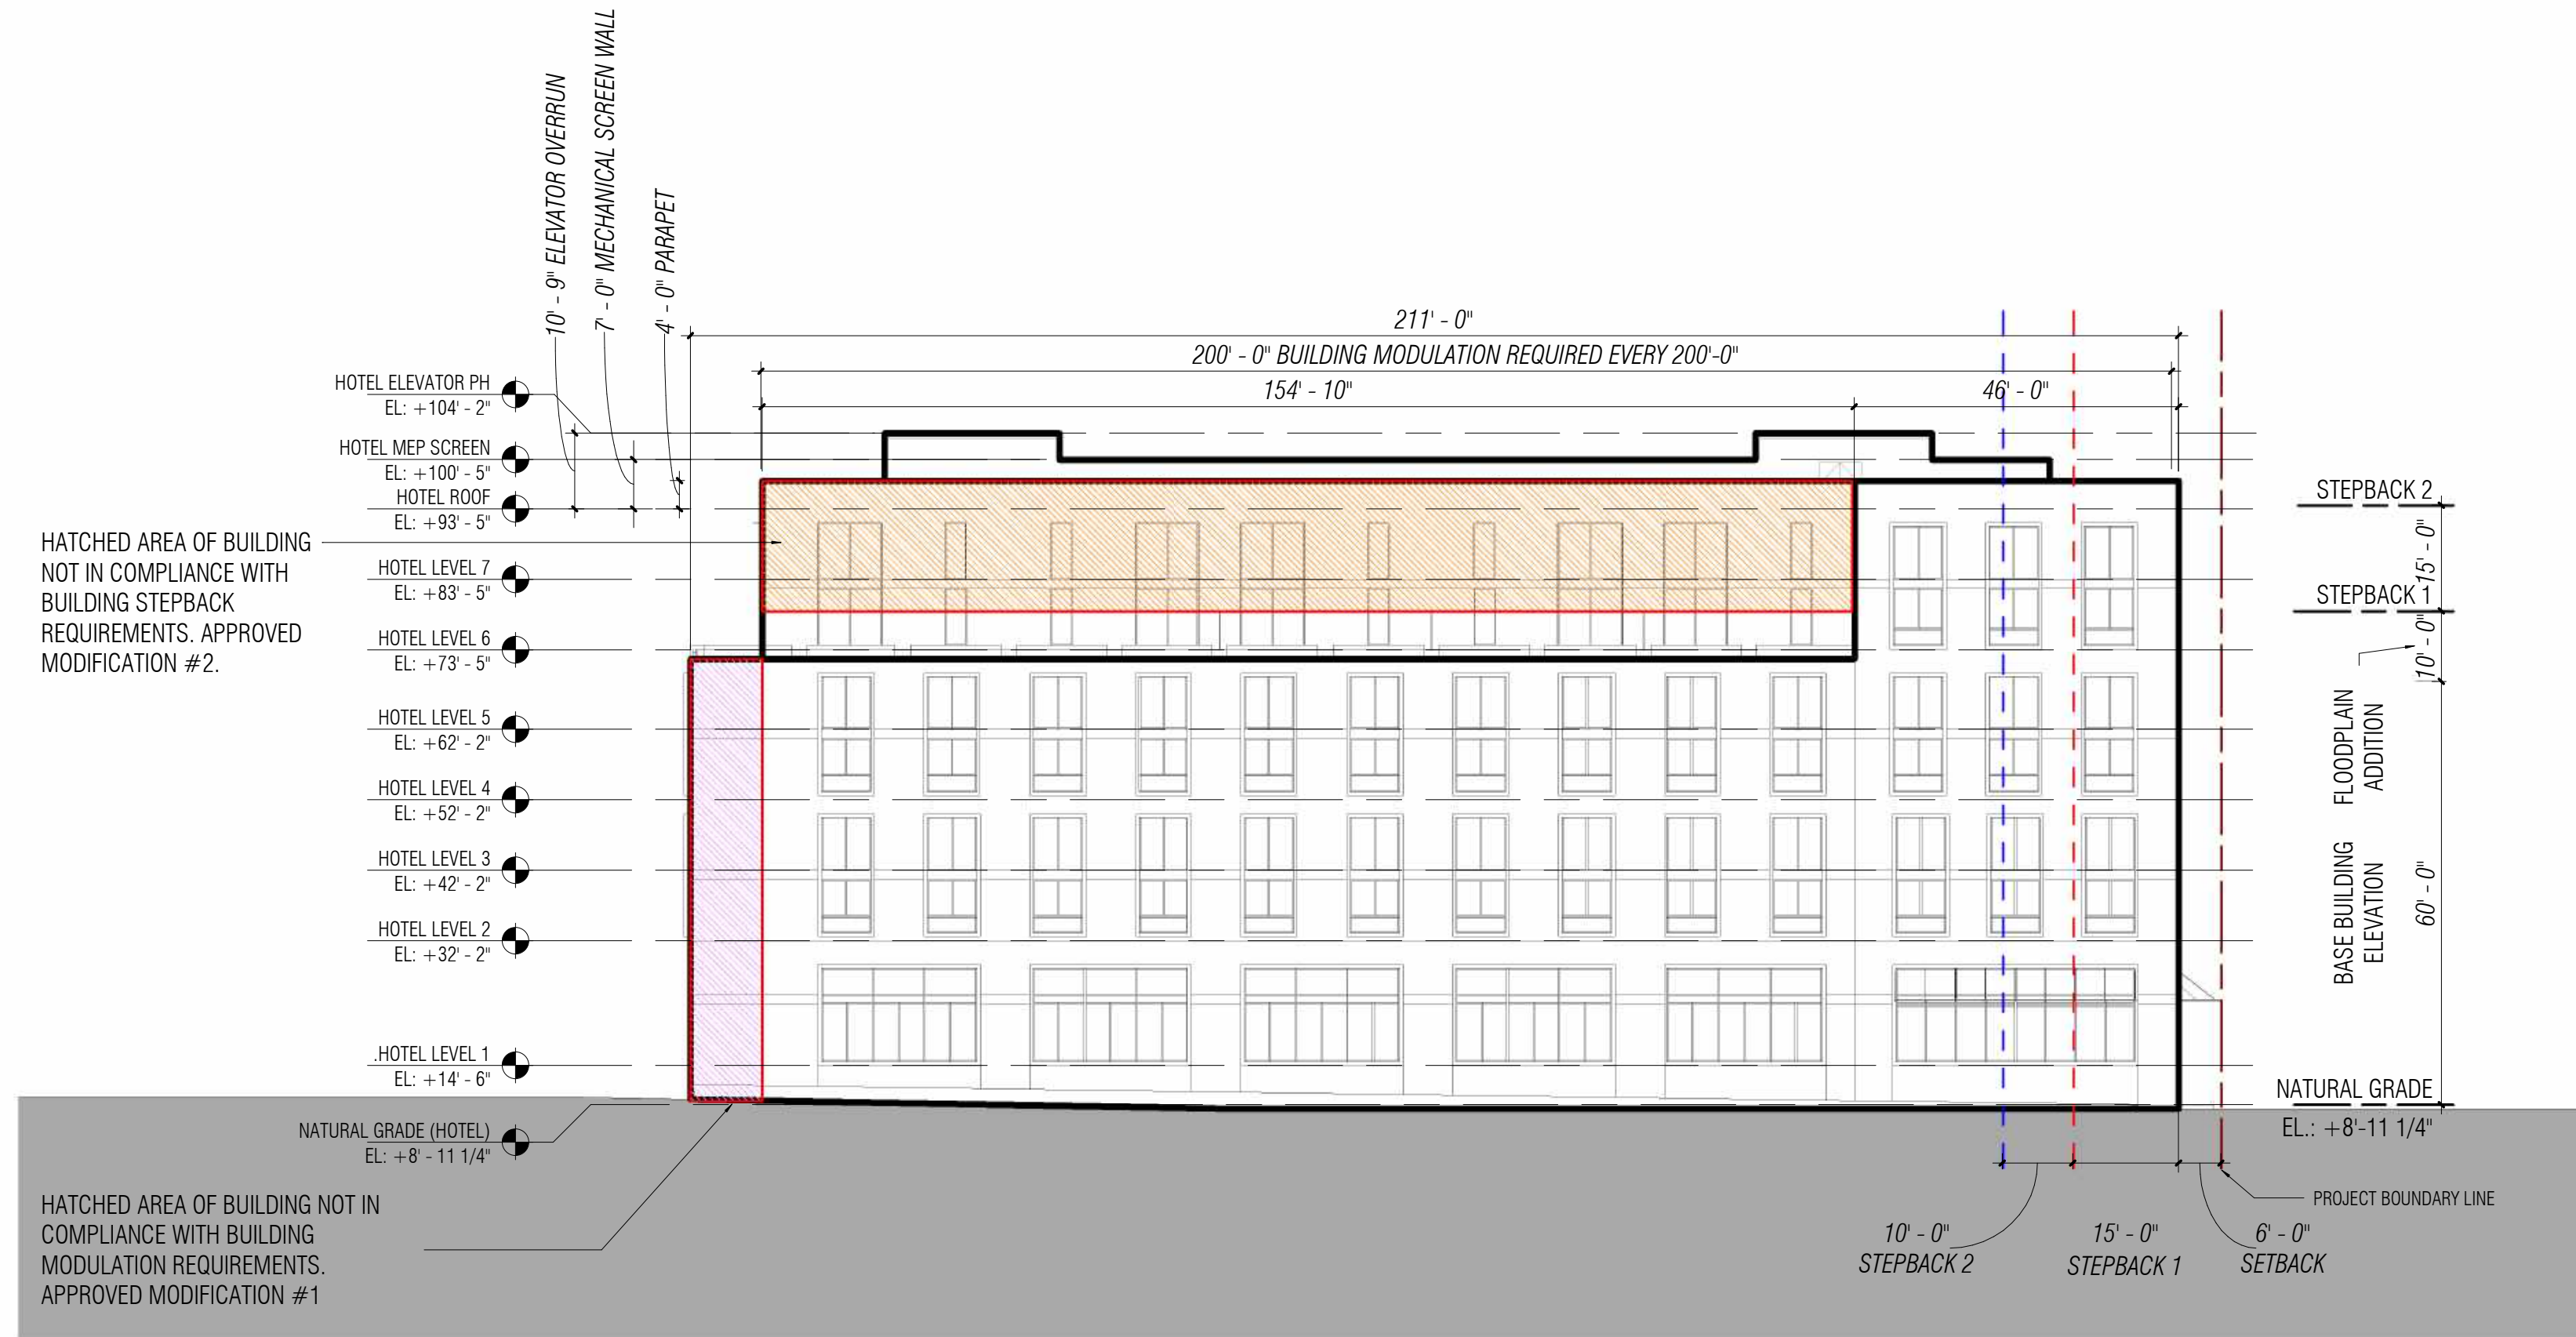 10' - 9" ELEVATOR OVERRUN
7' - 0" MECHANICAL SCREEN WALL
4' - 0" PARAPET
211' - 0"
200' - 0" BUILDING MODULATION REQUIRED EVERY 200'-0"
154' - 10"
46' - 0"
HOTEL ELEVATOR PH
EL: +104' - 2"
HOTEL MEP SCREEN
EL: +100' - 5"
HOTEL ROOF
EL: +93' - 5"
HATCHED AREA OF BUILDING
NOT IN COMPLIANCE WITH
BUILDING STEPBACK
REQUIREMENTS. APPROVED
MODIFICATION #2.
HOTEL LEVEL 7
EL: +83' - 5"
HOTEL LEVEL 6
EL: +73' - 5"
HOTEL LEVEL 5
EL: +62' - 2"
HOTEL LEVEL 4
EL: +52' - 2"
HOTEL LEVEL 3
EL: +42' - 2"
HOTEL LEVEL 2
EL: +32' - 2"
.HOTEL LEVEL 1
EL: +14' - 6"
NATURAL GRADE (HOTEL)
EL: +8' - 11 1/4"
HATCHED AREA OF BUILDING NOT IN
COMPLIANCE WITH BUILDING
MODULATION REQUIREMENTS.
APPROVED MODIFICATION #1
STEPBACK 2
15' - 0"
STEPBACK 1
10' - 0"
FLOODPLAIN
ADDITION
BASE BUILDING
ELEVATION
60' - 0"
NATURAL GRADE
EL.: +8'-11 1/4"
PROJECT BOUNDARY LINE
10' - 0"
STEPBACK 2
15' - 0"
STEPBACK 1
6' - 0"
SETBACK